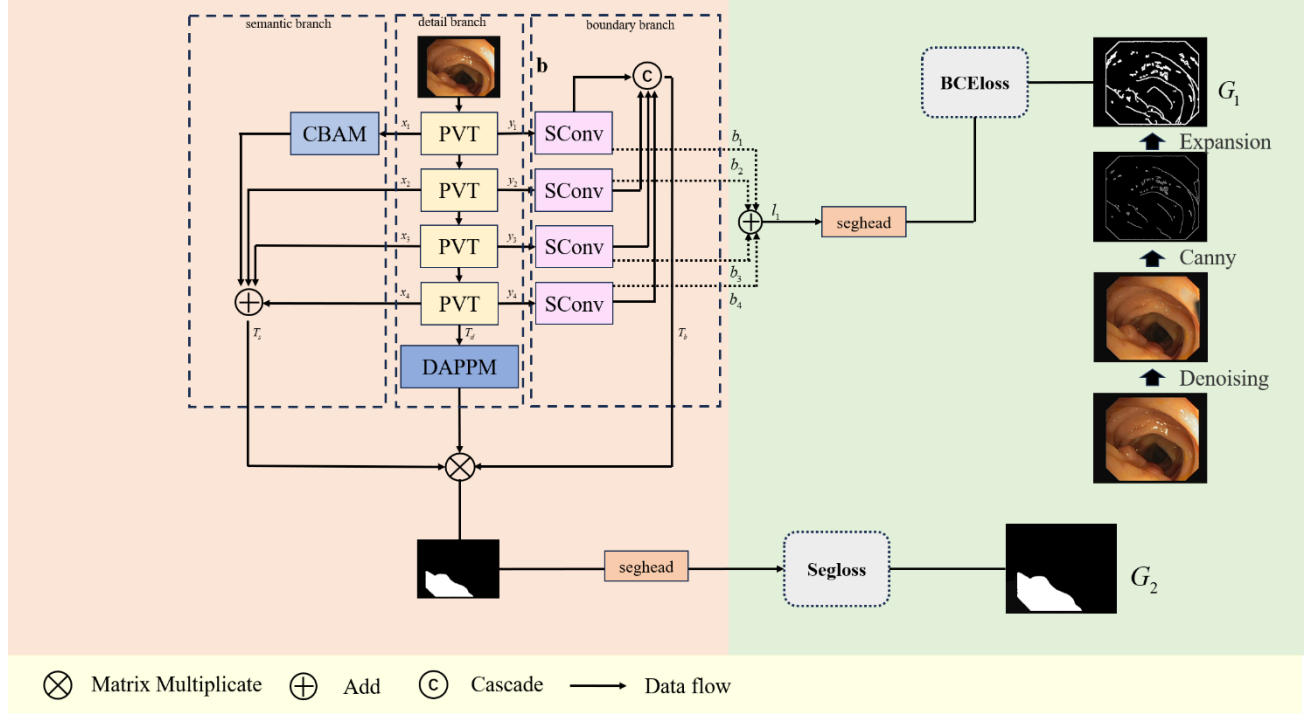 semantic branch
detail branch
boundary branch
b
C
BCEloss
G₁
CBAM
x₁
PVT
y₁
SConv
b₁
Expansion
x₂
PVT
y₂
SConv
b₂
l₁
seghead
x₃
PVT
y₃
SConv
b₃
Canny
x₄
PVT
y₄
SConv
b₄
Tₛ
T_d
T_b
DAPPM
Denoising
seghead
Segloss
G₂
Matrix Multiplicate
Add
C
Cascade
Data flow